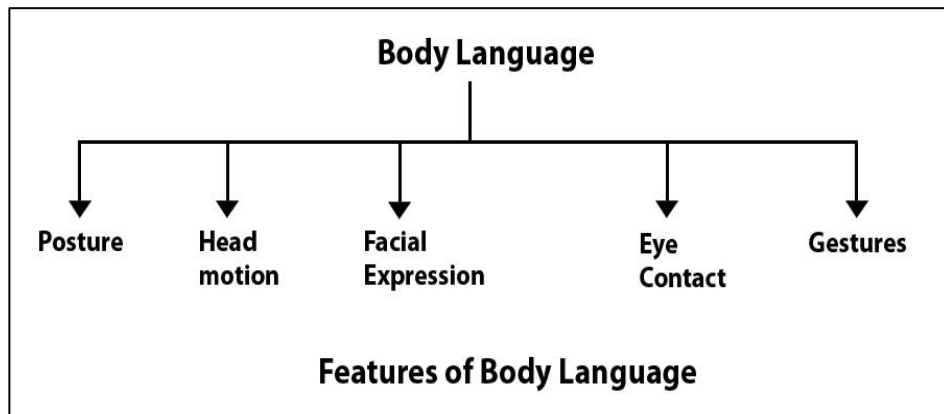 Body Language
Posture
Head
motion
Facial
Expression
Eye
Contact
Gestures
Features of Body Language